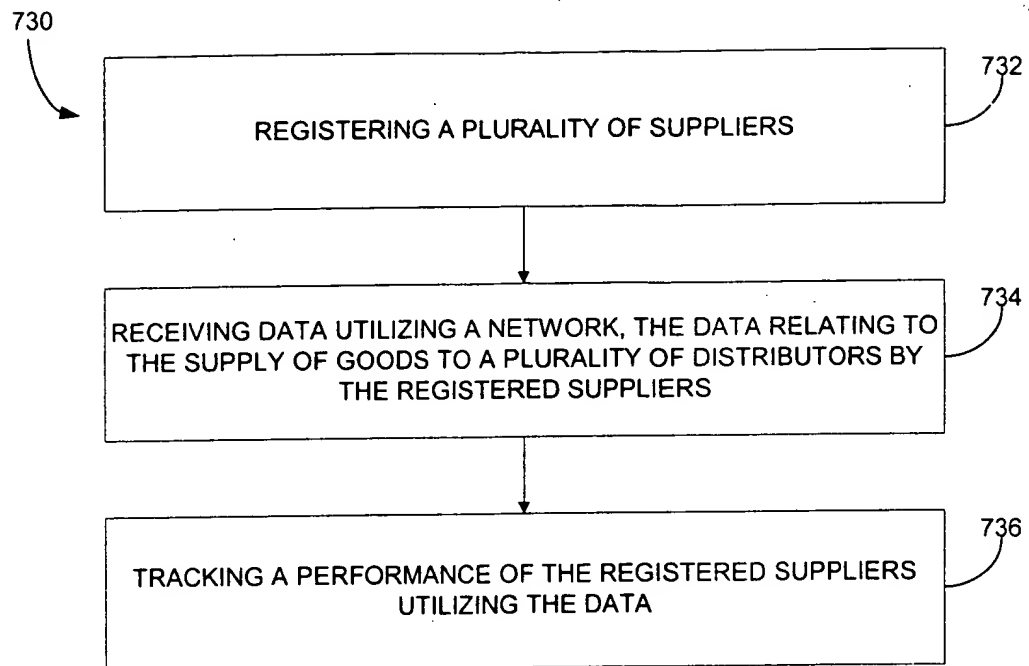 730
732
REGISTERING A PLURALITY OF SUPPLIERS
734
RECEIVING DATA UTILIZING A NETWORK, THE DATA RELATING TO
THE SUPPLY OF GOODS TO A PLURALITY OF DISTRIBUTORS BY
THE REGISTERED SUPPLIERS
736
TRACKING A PERFORMANCE OF THE REGISTERED SUPPLIERS
UTILIZING THE DATA